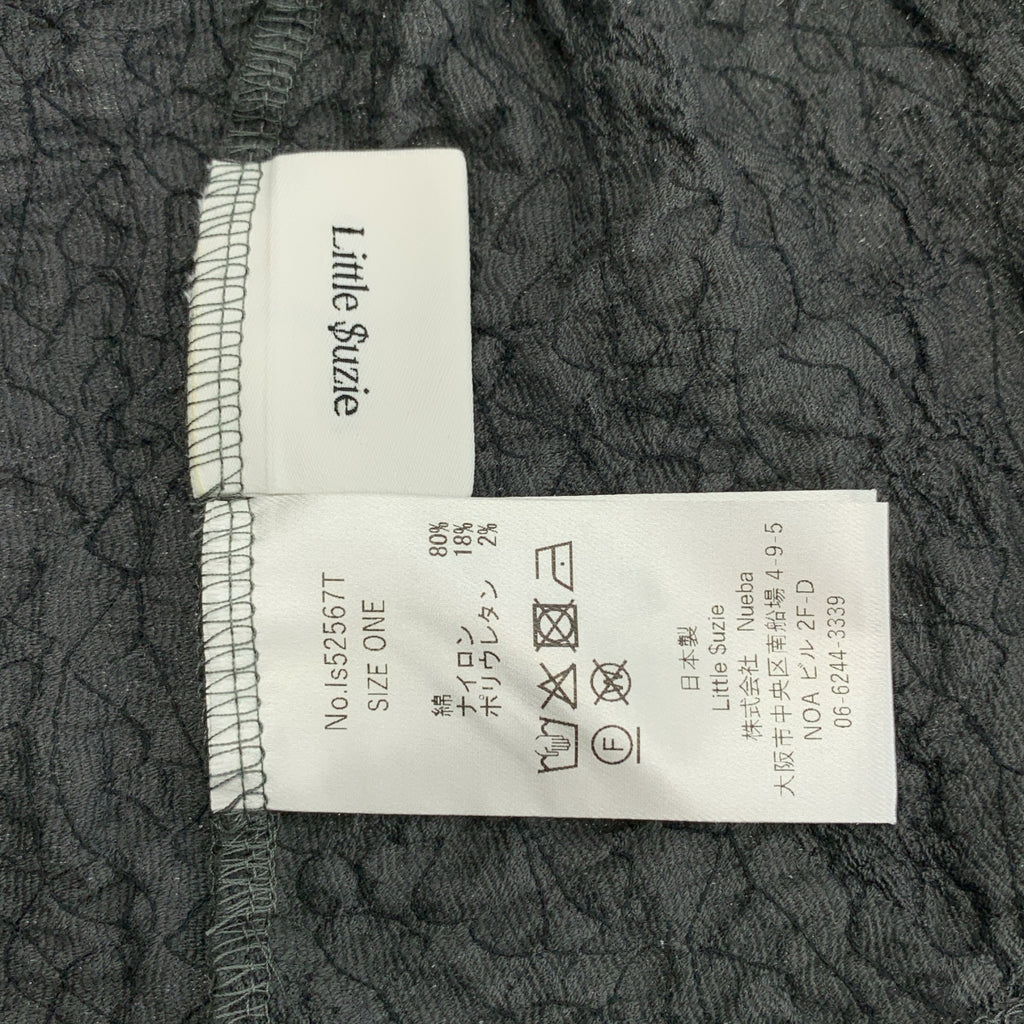 Little Suzie
No.ls52567T
SIZE ONE
綿 80%
ナイロン 18%
ポリウレタン 2%
F
日本製
Little Suzie
株式会社 Nueba
大阪市中央区南船場4-9-5
NOA ビル 2F-D
06-6244-3339